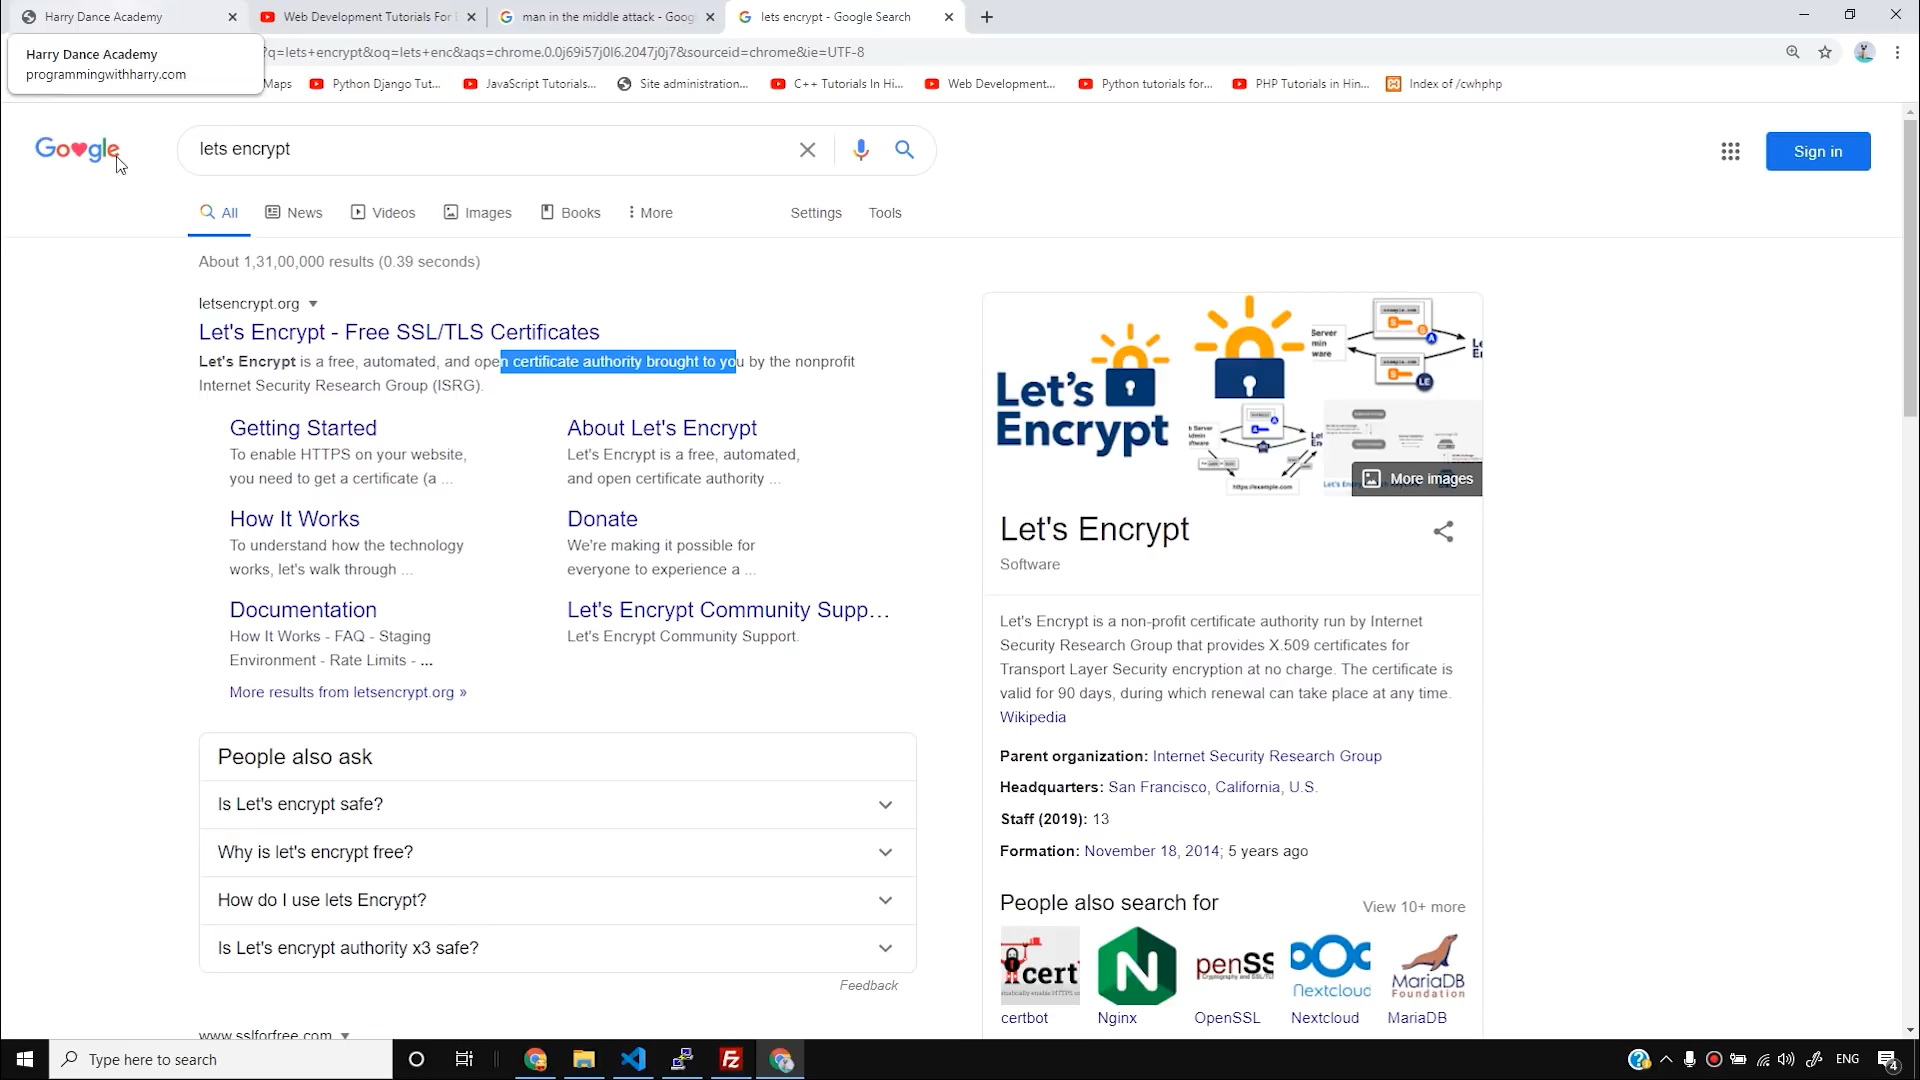 Harry Dance Academy
Web Development Tutorials For
man in the middle attack - Goog
lets encrypt - Google Search
Harry Dance Academy
programmingwithharry.com
?q=lets+encrypt&oq=lets+enc&aqs=chrome.0.0j69i57j0l6.2047j0j7&sourceid=chrome&ie=UTF-8
Maps
Python Django Tut...
JavaScript Tutorials...
Site administration...
C++ Tutorials In Hi...
Web Development...
Python tutorials for...
PHP Tutorials in Hin...
Index of /cwhphp
lets encrypt
Sign in
All
News
Videos
Images
Books
More
Settings
Tools
About 1,31,00,000 results (0.39 seconds)
letsencrypt.org
Let's Encrypt - Free SSL/TLS Certificates
Let's Encrypt is a free, automated, and open certificate authority brought to you by the nonprofit
Internet Security Research Group (ISRG).
Getting Started
To enable HTTPS on your website,
you need to get a certificate (a ...
About Let's Encrypt
Let's Encrypt is a free, automated,
and open certificate authority ...
How It Works
To understand how the technology
works, let's walk through ...
Donate
We're making it possible for
everyone to experience a ...
Documentation
How It Works - FAQ - Staging
Environment - Rate Limits - ...
Let's Encrypt Community Supp...
Let's Encrypt Community Support.
More results from letsencrypt.org »
People also ask
Is Let's encrypt safe?
Why is let's encrypt free?
How do I use lets Encrypt?
Is Let's encrypt authority x3 safe?
Feedback
www.sslforfree.com
Let's
Encrypt
https://example.com
More images
Let's Encrypt
Software
Let's Encrypt is a non-profit certificate authority run by Internet
Security Research Group that provides X.509 certificates for
Transport Layer Security encryption at no charge. The certificate is
valid for 90 days, during which renewal can take place at any time.
Wikipedia
Parent organization: Internet Security Research Group
Headquarters: San Francisco, California, U.S.
Staff (2019): 13
Formation: November 18, 2014; 5 years ago
People also search for
View 10+ more
certbot
Nginx
OpenSSL
Nextcloud
MariaDB
Type here to search
ENG
4